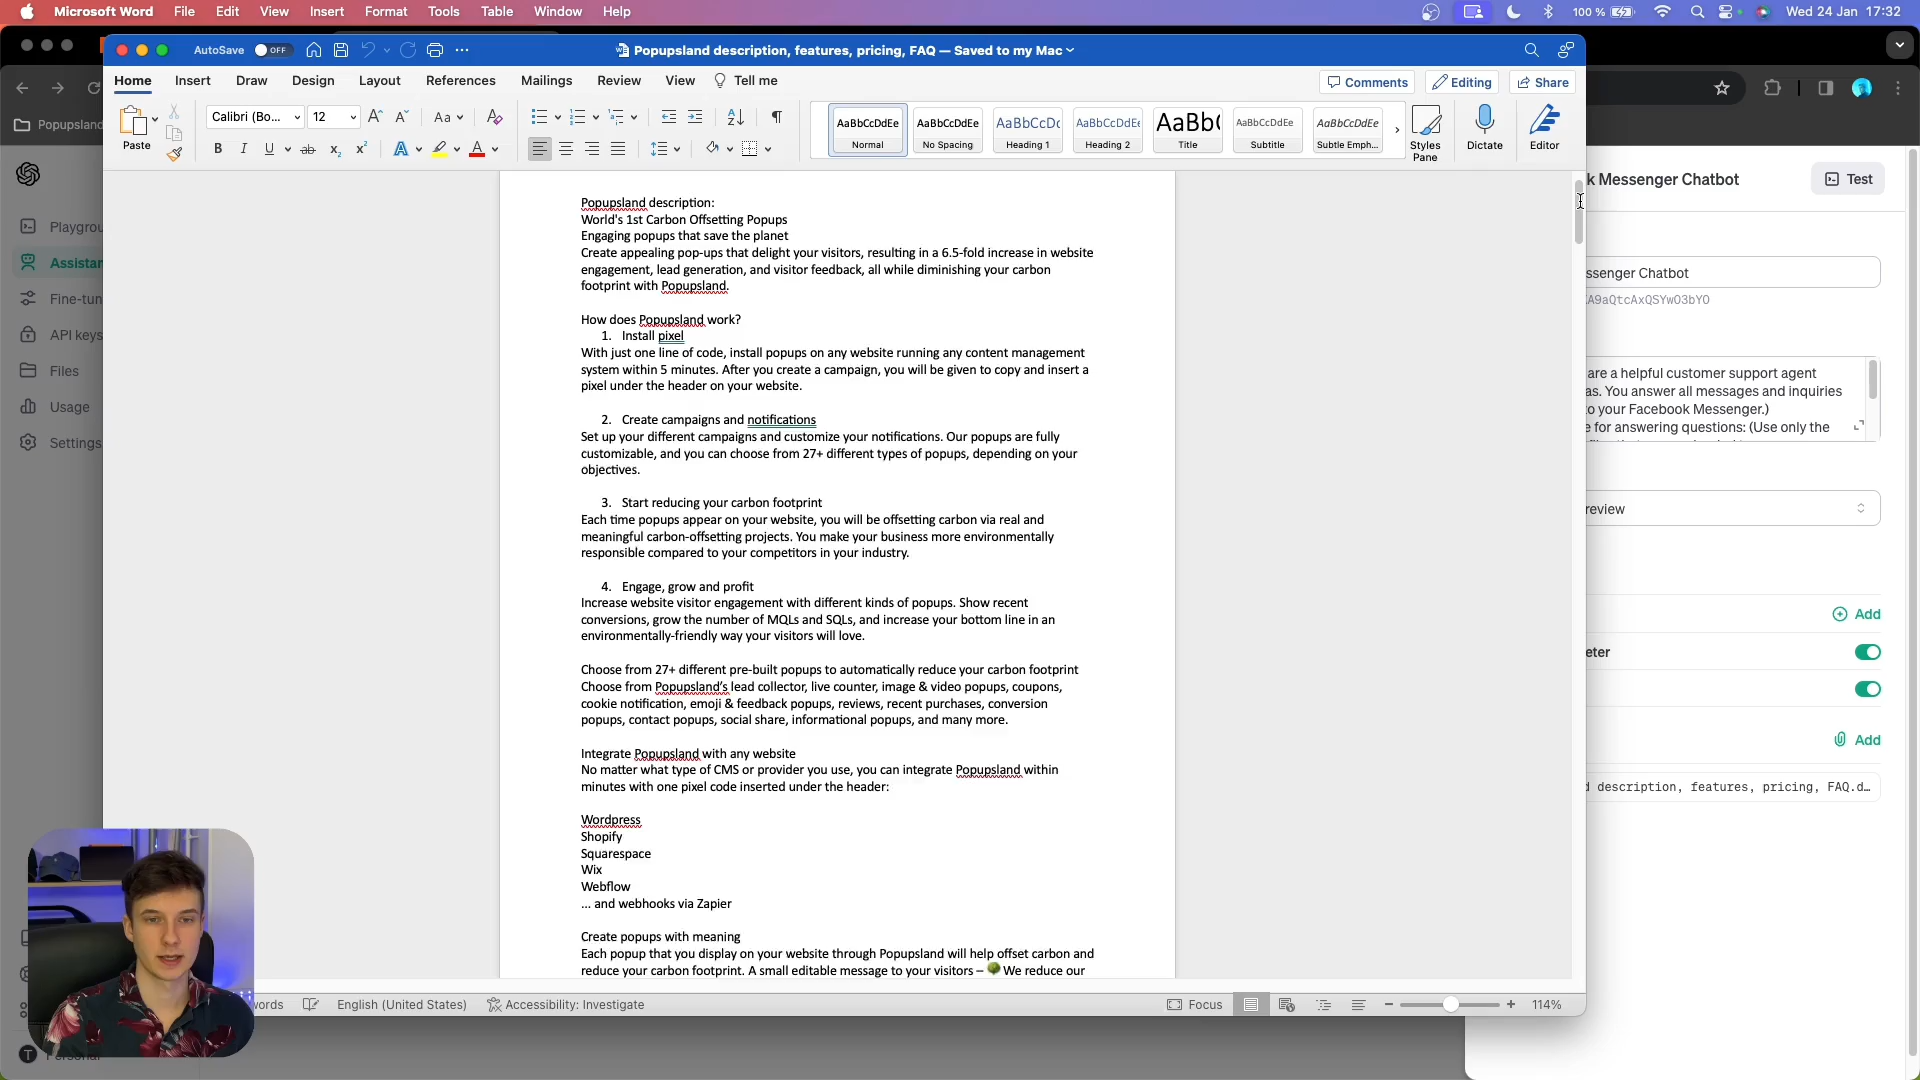 Microsoft Word File Edit View Insert Format Tools Table Window Help 100 % Wed 24 Jan 17:32
AutoSave OFF Popupsland description, features, pricing, FAQ — Saved to my Mac
Home Insert Draw Design Layout References Mailings Review View Tell me Comments Editing Share
Paste Calibri (Bo... 12 Aa
B I U ab x₂ x² A A
AaBbCcDdEe AaBbCcDdEe AaBbCcDc AaBbCcDdEe AaBb( AaBbCcDdEe AaBbCcDdEe
Normal No Spacing Heading 1 Heading 2 Title Subtitle Subtle Emph... Styles Pane Dictate Editor
Popupsland
Playgrou
Assistan
Fine-tun
API keys
Files
Usage
Settings
Personal
Popupsland description:
World's 1st Carbon Offsetting Popups
Engaging popups that save the planet
Create appealing pop-ups that delight your visitors, resulting in a 6.5-fold increase in website
engagement, lead generation, and visitor feedback, all while diminishing your carbon
footprint with Popupsland.
How does Popupsland work?
1. Install pixel
With just one line of code, install popups on any website running any content management
system within 5 minutes. After you create a campaign, you will be given to copy and insert a
pixel under the header on your website.
2. Create campaigns and notifications
Set up your different campaigns and customize your notifications. Our popups are fully
customizable, and you can choose from 27+ different types of popups, depending on your
objectives.
3. Start reducing your carbon footprint
Each time popups appear on your website, you will be offsetting carbon via real and
meaningful carbon-offsetting projects. You make your business more environmentally
responsible compared to your competitors in your industry.
4. Engage, grow and profit
Increase website visitor engagement with different kinds of popups. Show recent
conversions, grow the number of MQLs and SQLs, and increase your bottom line in an
environmentally-friendly way your visitors will love.
Choose from 27+ different pre-built popups to automatically reduce your carbon footprint
Choose from Popupsland's lead collector, live counter, image & video popups, coupons,
cookie notification, emoji & feedback popups, reviews, recent purchases, conversion
popups, contact popups, social share, informational popups, and many more.
Integrate Popupsland with any website
No matter what type of CMS or provider you use, you can integrate Popupsland within
minutes with one pixel code inserted under the header:
Wordpress
Shopify
Squarespace
Wix
Webflow
... and webhooks via Zapier
Create popups with meaning
Each popup that you display on your website through Popupsland will help offset carbon and
reduce your carbon footprint. A small editable message to your visitors – 🌳 We reduce our
words English (United States) Accessibility: Investigate Focus 114%
k Messenger Chatbot Test
ssenger Chatbot
KA9aQtcAxQSYwO3bYO
are a helpful customer support agent
as. You answer all messages and inquiries
o your Facebook Messenger.)
e for answering questions: (Use only the
review
Add
eter
Add
d description, features, pricing, FAQ.d…